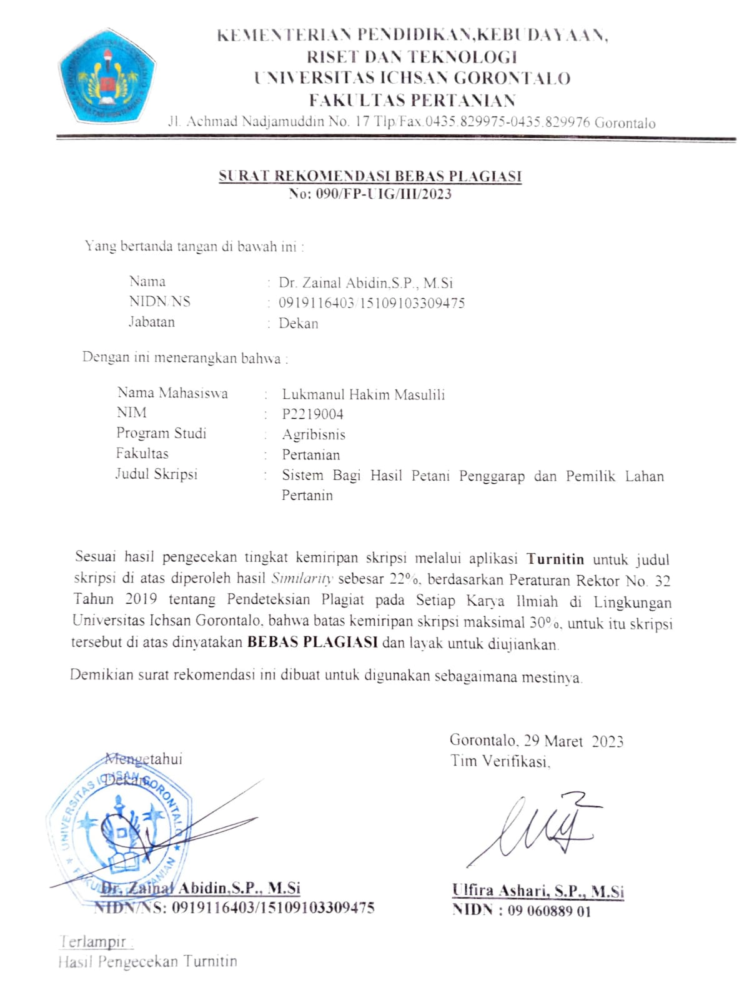 KEMENTERIAN PENDIDIKAN,KEBUDAYAAN,
RISET DAN TEKNOLOGI
UNIVERSITAS ICHSAN GORONTALO
FAKULTAS PERTANIAN
Jl. Achmad Nadjamuddin No. 17 Tlp/Fax.0435.829975-0435.829976 Gorontalo
SURAT REKOMENDASI BEBAS PLAGIASI
No: 090/FP-UIG/III/2023
Yang bertanda tangan di bawah ini :
Nama : Dr. Zainal Abidin,S.P., M.Si
NIDN/NS : 0919116403/15109103309475
Jabatan : Dekan
Dengan ini menerangkan bahwa :
Nama Mahasiswa : Lukmanul Hakim Masulili
NIM : P2219004
Program Studi : Agribisnis
Fakultas : Pertanian
Judul Skripsi : Sistem Bagi Hasil Petani Penggarap dan Pemilik Lahan
Pertanin
Sesuai hasil pengecekan tingkat kemiripan skripsi melalui aplikasi Turnitin untuk judul
skripsi di atas diperoleh hasil Similarity sebesar 22%, berdasarkan Peraturan Rektor No. 32
Tahun 2019 tentang Pendeteksian Plagiat pada Setiap Karya Ilmiah di Lingkungan
Universitas Ichsan Gorontalo, bahwa batas kemiripan skripsi maksimal 30%, untuk itu skripsi
tersebut di atas dinyatakan BEBAS PLAGIASI dan layak untuk diujiankan.
Demikian surat rekomendasi ini dibuat untuk digunakan sebagaimana mestinya.
Gorontalo, 29 Maret 2023
Tim Verifikasi,
Mengetahui
Dekan,
UNIVERSITAS ICHSAN GORONTALO
FAKULTAS PERTANIAN
Dr. Zainal Abidin,S.P., M.Si
NIDN/NS: 0919116403/15109103309475
Ulfira Ashari, S.P., M.Si
NIDN : 09 060889 01
Terlampir :
Hasil Pengecekan Turnitin